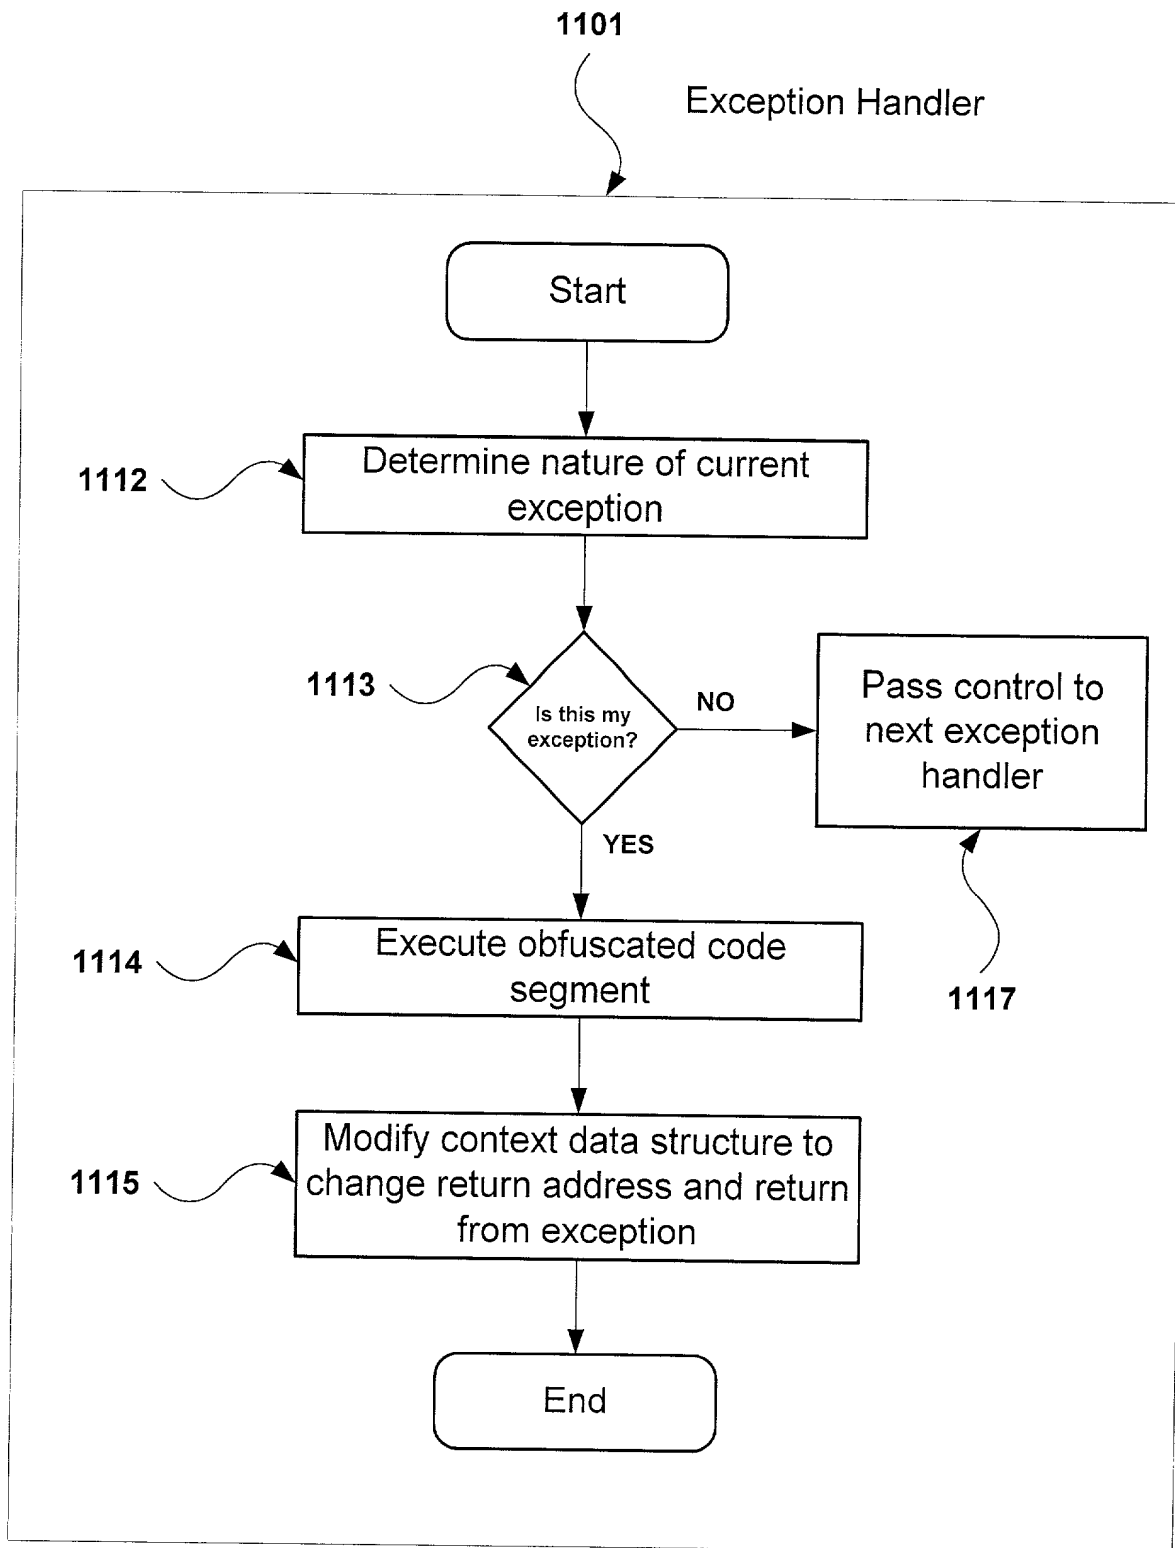 1101
Exception Handler
Start
1112
Determine nature of current
exception
1113
Is this my
exception?
NO
YES
Pass control to
next exception
handler
1117
1114
Execute obfuscated code
segment
1115
Modify context data structure to
change return address and return
from exception
End